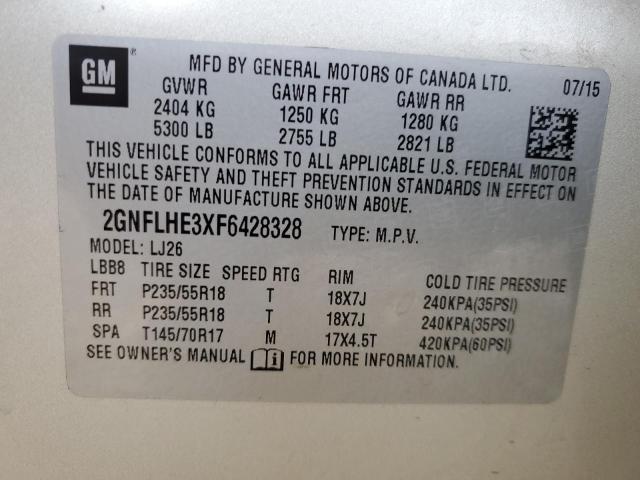 GM ®
MFD BY GENERAL MOTORS OF CANADA LTD.
07/15
GVWR GAWR FRT GAWR RR
2404 KG 1250 KG 1280 KG
5300 LB 2755 LB 2821 LB
THIS VEHICLE CONFORMS TO ALL APPLICABLE U.S. FEDERAL MOTOR
VEHICLE SAFETY AND THEFT PREVENTION STANDARDS IN EFFECT ON
THE DATE OF MANUFACTURE SHOWN ABOVE.
2GNFLHE3XF6428328 TYPE: M.P.V.
MODEL: LJ26
LBB8 TIRE SIZE SPEED RTG RIM COLD TIRE PRESSURE
FRT P235/55R18 T 18X7J 240KPA(35PSI)
RR P235/55R18 T 18X7J 240KPA(35PSI)
SPA T145/70R17 M 17X4.5T 420KPA(60PSI)
SEE OWNER'S MANUAL FOR MORE INFORMATION.